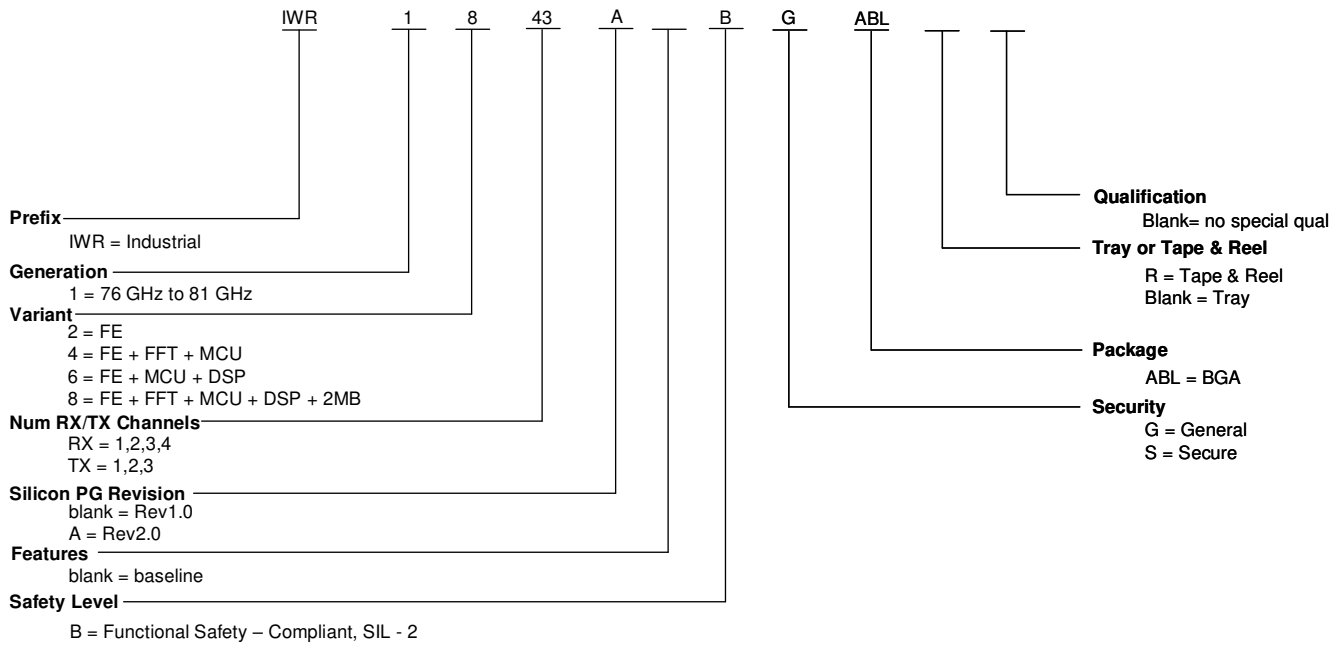 IWR 1 8 43 A B G ABL
Prefix
IWR = Industrial
Generation
1 = 76 GHz to 81 GHz
Variant
2 = FE
4 = FE + FFT + MCU
6 = FE + MCU + DSP
8 = FE + FFT + MCU + DSP + 2MB
Num RX/TX Channels
RX = 1,2,3,4
TX = 1,2,3
Silicon PG Revision
blank = Rev1.0
A = Rev2.0
Features
blank = baseline
Safety Level
B = Functional Safety – Compliant, SIL - 2
Qualification
Blank= no special qual
Tray or Tape & Reel
R = Tape & Reel
Blank = Tray
Package
ABL = BGA
Security
G = General
S = Secure